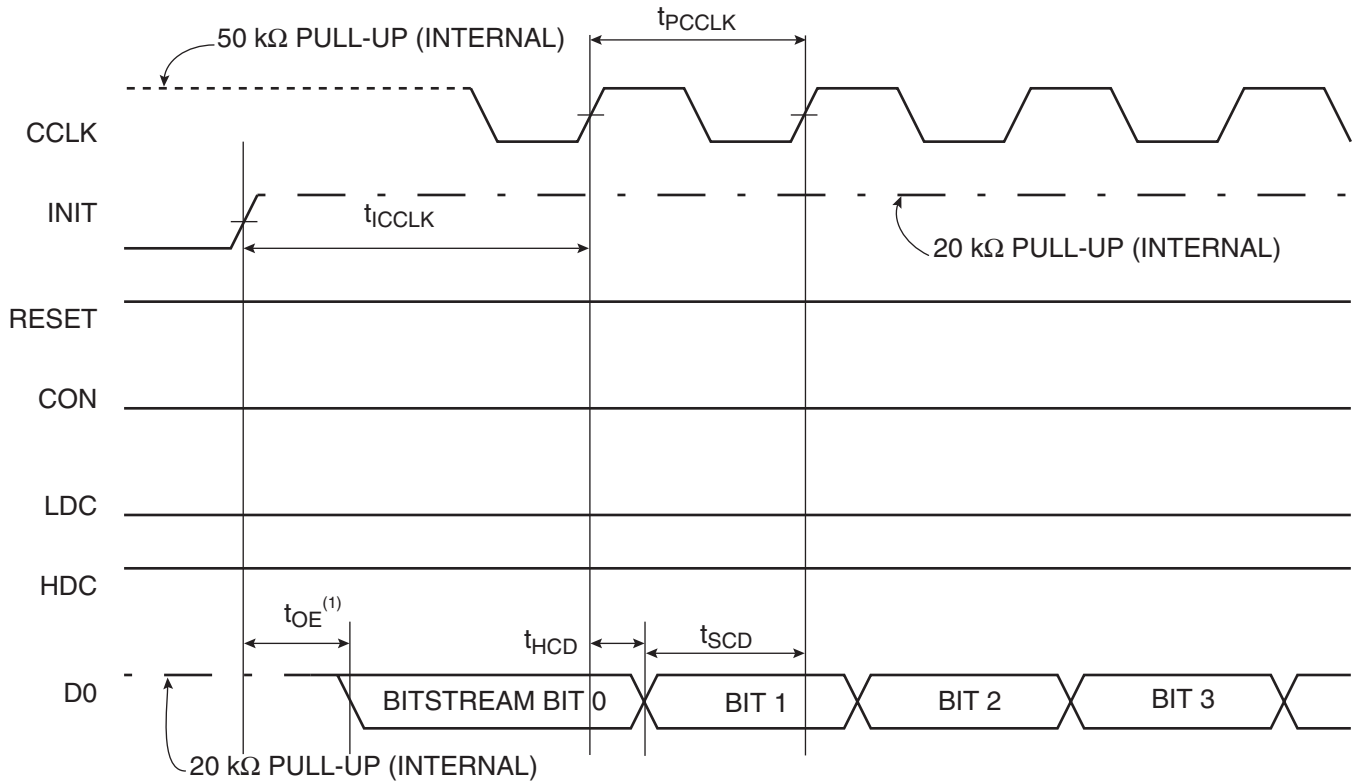 tPCCLK
50 kΩ PULL-UP (INTERNAL)
CCLK
INIT
tICCLK
20 kΩ PULL-UP (INTERNAL)
RESET
CON
LDC
HDC
tOE(1)
tHCD
tSCD
D0
BITSTREAM BIT 0
BIT 1
BIT 2
BIT 3
20 kΩ PULL-UP (INTERNAL)